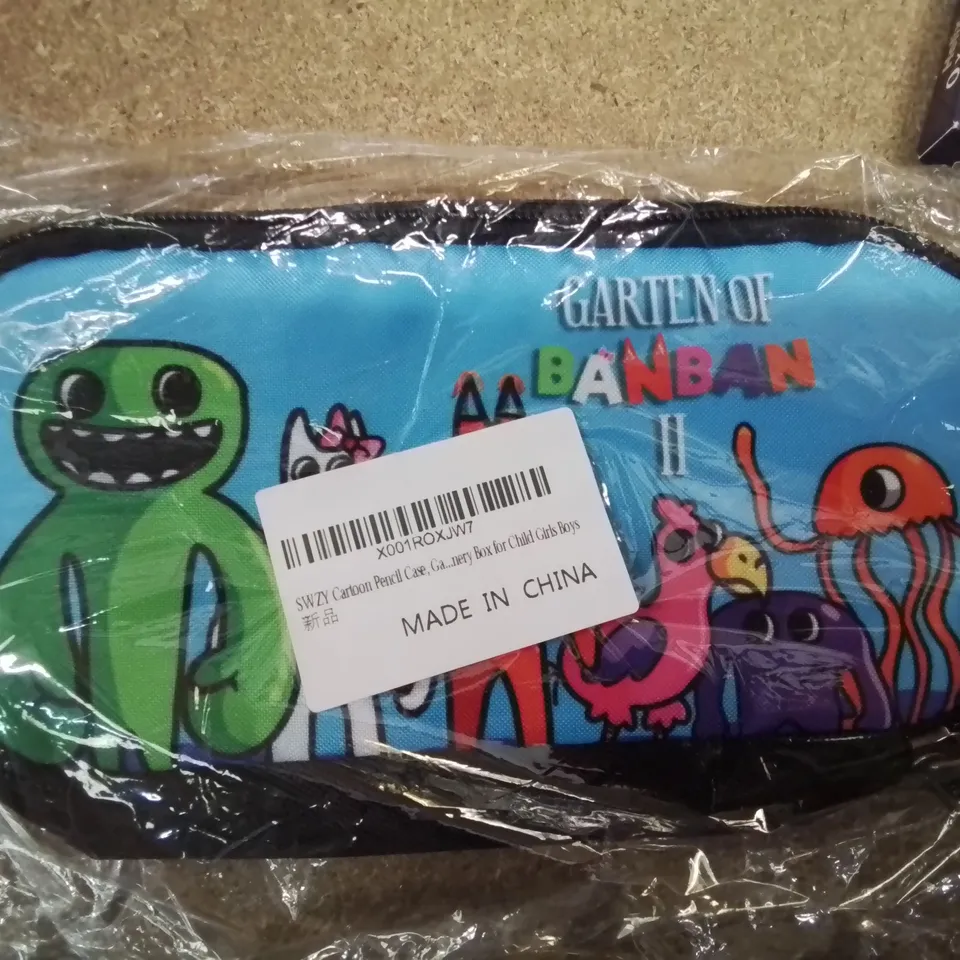 GARTEN OF
BANBAN
II
X001ROXJW7
SWZY Cartoon Pencil Case, Ga...nery Box for Child Girls Boys
新品
MADE IN CHINA